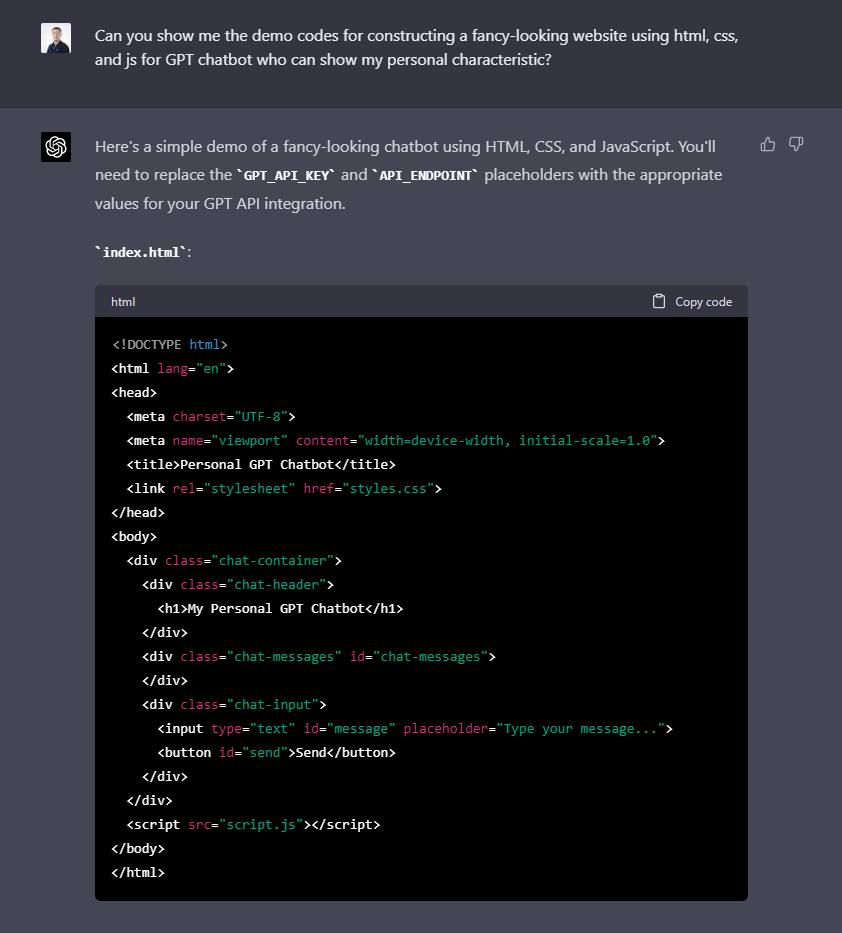 Can you show me the demo codes for constructing a fancy-looking website using html, css,
and js for GPT chatbot who can show my personal characteristic?
Here's a simple demo of a fancy-looking chatbot using HTML, CSS, and JavaScript. You'll
need to replace the `GPT_API_KEY` and `API_ENDPOINT` placeholders with the appropriate
values for your GPT API integration.
`index.html`:
html
Copy code
<!DOCTYPE html>
<html lang="en">
<head>
  <meta charset="UTF-8">
  <meta name="viewport" content="width=device-width, initial-scale=1.0">
  <title>Personal GPT Chatbot</title>
  <link rel="stylesheet" href="styles.css">
</head>
<body>
  <div class="chat-container">
    <div class="chat-header">
      <h1>My Personal GPT Chatbot</h1>
    </div>
    <div class="chat-messages" id="chat-messages">
    </div>
    <div class="chat-input">
      <input type="text" id="message" placeholder="Type your message...">
      <button id="send">Send</button>
    </div>
  </div>
  <script src="script.js"></script>
</body>
</html>